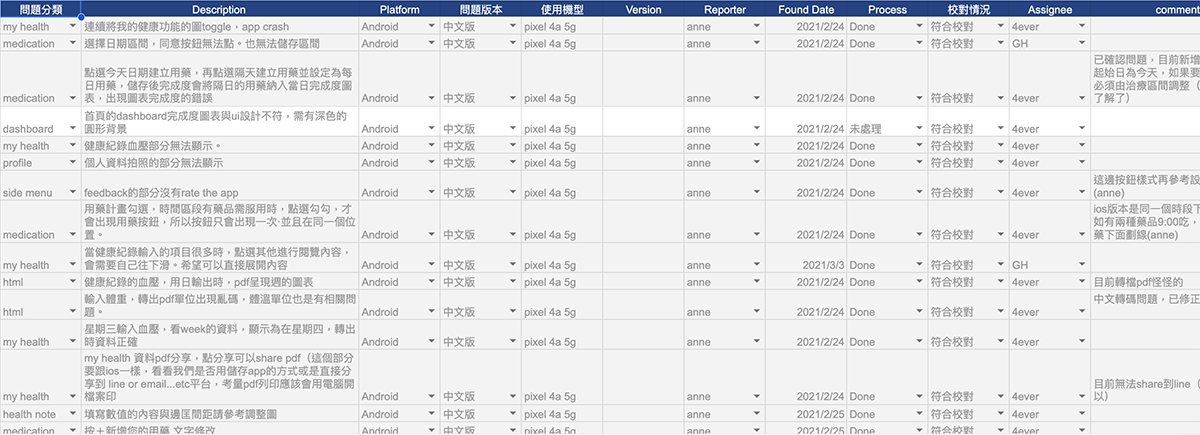 問題分類 Description Platform 問題版本 使用機型 Version Reporter Found Date Process 校對情況 Assignee comment
my health 連續將我的健康功能的圖toggle，app crash Android 中文版 pixel 4a 5g anne 2021/2/24 Done 符合校對 4ever
medication 選擇日期區間，同意按鈕無法點。也無法儲存區間 Android 中文版 pixel 4a 5g anne 2021/2/24 Done 符合校對 GH
已確認問題，目前新增
點選今天日期建立用藥，再點選隔天建立用藥並設定為每 起始日為今天，如果要
日用藥，儲存後完成度會將隔日的用藥納入當日完成度圖 必須由治療區間調整（
medication 表，出現圖表完成度的錯誤 Android 中文版 pixel 4a 5g anne 2021/2/24 Done 符合校對 4ever 了解了）
首頁的dashboard完成度圖表與ui設計不符，需有深色的
dashboard 圓形背景 Android 中文版 pixel 4a 5g anne 2021/2/24 未處理 符合校對 4ever
my health 健康紀錄血壓部分無法顯示。 Android 中文版 pixel 4a 5g anne 2021/2/24 Done 符合校對 4ever
profile 個人資料拍照的部分無法顯示 Android 中文版 pixel 4a 5g anne 2021/2/24 Done 符合校對 4ever
這邊按鈕樣式再參考設
side menu feedback的部分沒有rate the app Android 中文版 pixel 4a 5g anne 2021/2/24 Done 符合校對 4ever (anne)
用藥計畫勾選，時間區段有藥品需服用時，點選勾勾，才 ios版本是同一個時段下
會出現用藥按鈕，所以按鈕只會出現一次·並且在同一個位 如有兩種藥品9:00吃，
medication 置。 Android 中文版 pixel 4a 5g anne 2021/2/24 Done 符合校對 4ever 藥下面劃線(anne)
當健康紀錄輸入的項目很多時，點選其他進行閱覽內容，
my health 會需要自己往下滑。希望可以直接展開內容 Android 中文版 pixel 4a 5g anne 2021/3/3 Done 符合校對 GH
html 健康紀錄的血壓，用日輸出時，pdf呈現週的圖表 Android 中文版 pixel 4a 5g anne 2021/2/24 Done 符合校對 4ever 目前轉檔pdf怪怪的
輸入體重，轉出pdf單位出現亂碼，體溫單位也是有相關問 中文轉碼問題，已修正
html 題。 Android 中文版 pixel 4a 5g anne 2021/2/24 Done 符合校對 4ever
星期三輸入血壓，看week的資料，顯示為在星期四，轉出
my health 時資料正確 Android 中文版 pixel 4a 5g anne 2021/2/24 Done 符合校對 4ever
my health 資料pdf分享，點分享可以share pdf（這個部分
要跟ios一樣，看看我們是否用儲存app的方式或是直接分
享到 line or email...etc平台，考量pdf列印應該會用電腦開 目前無法share到line（
my health 檔案印 Android 中文版 pixel 4a 5g anne 2021/2/24 Done 符合校對 4ever 以）
health note 填寫數值的內容與邊匡間距請參考調整圖 Android 中文版 pixel 4a 5g anne 2021/2/25 Done 符合校對 4ever
medication 按＋新增您的用藥 文字修改 Android 中文版 pixel 4a 5g anne 2021/2/25 Done 符合校對 4ever